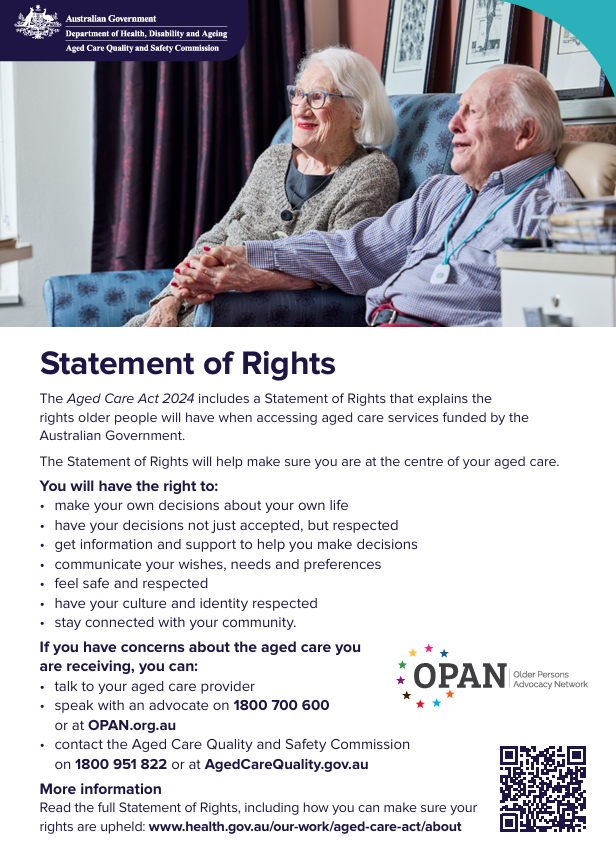 Australian Government
Department of Health, Disability and Ageing
Aged Care Quality and Safety Commission
Statement of Rights
The Aged Care Act 2024 includes a Statement of Rights that explains the
rights older people will have when accessing aged care services funded by the
Australian Government.
The Statement of Rights will help make sure you are at the centre of your aged care.
You will have the right to:
• make your own decisions about your own life
• have your decisions not just accepted, but respected
• get information and support to help you make decisions
• communicate your wishes, needs and preferences
• feel safe and respected
• have your culture and identity respected
• stay connected with your community.
If you have concerns about the aged care you
are receiving, you can:
• talk to your aged care provider
• speak with an advocate on 1800 700 600
or at OPAN.org.au
• contact the Aged Care Quality and Safety Commission
on 1800 951 822 or at AgedCareQuality.gov.au
OPAN
Older Persons
Advocacy Network
More information
Read the full Statement of Rights, including how you can make sure your
rights are upheld: www.health.gov.au/our-work/aged-care-act/about